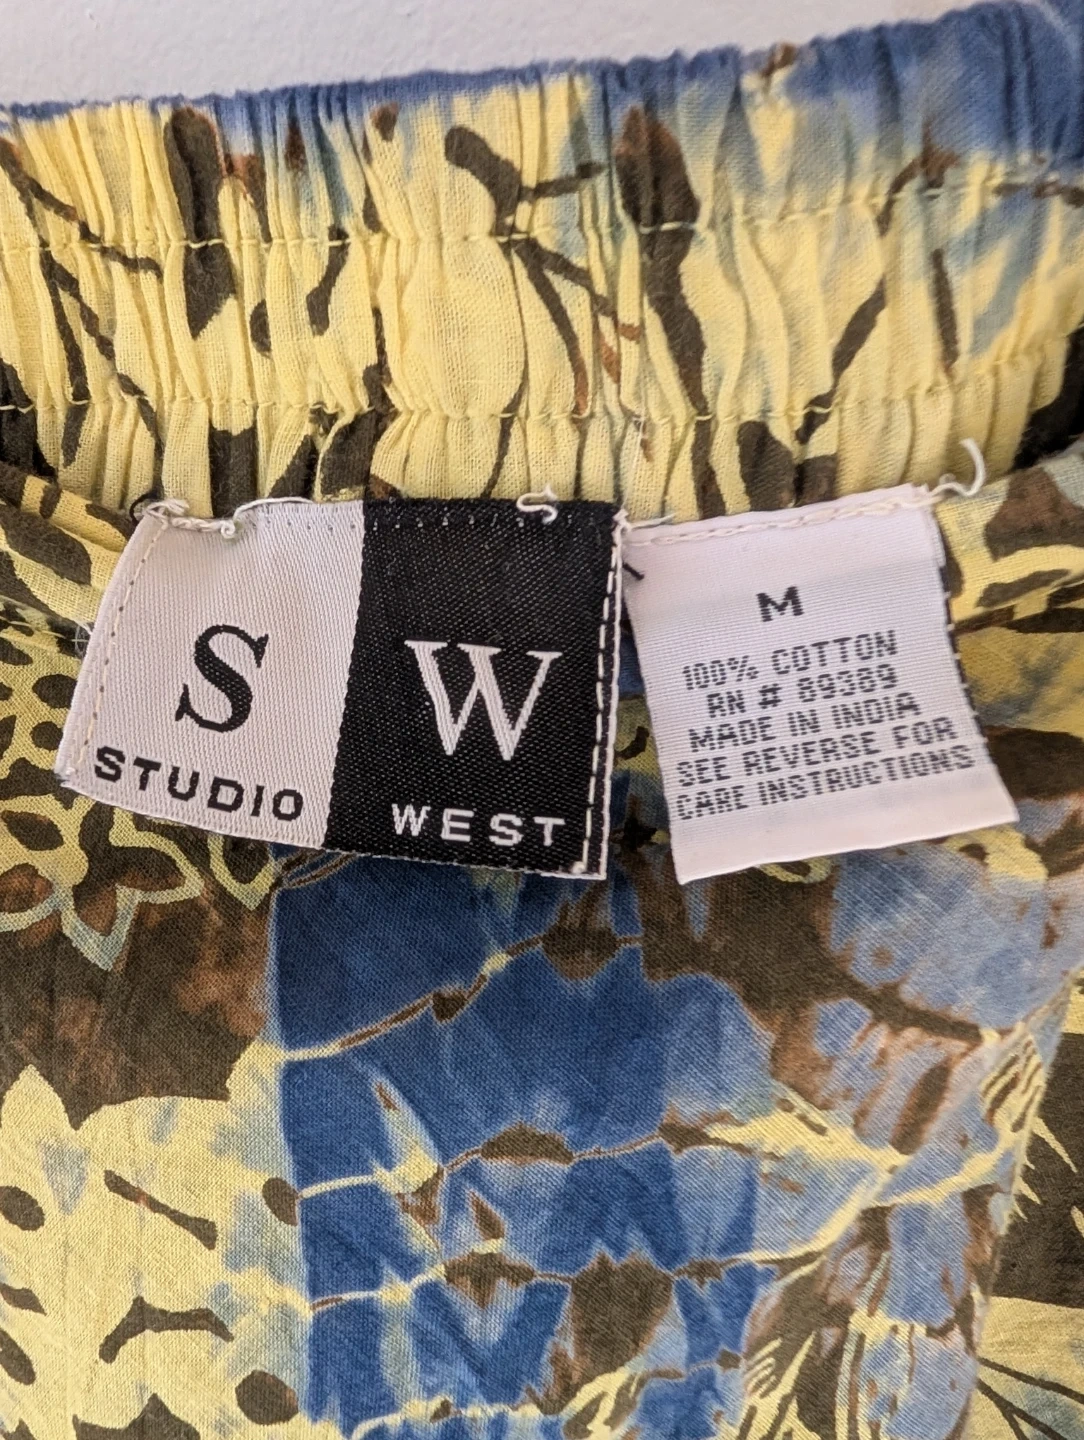 S W
STUDIO WEST
M
100% COTTON
RN # 89389
MADE IN INDIA
SEE REVERSE FOR
CARE INSTRUCTIONS